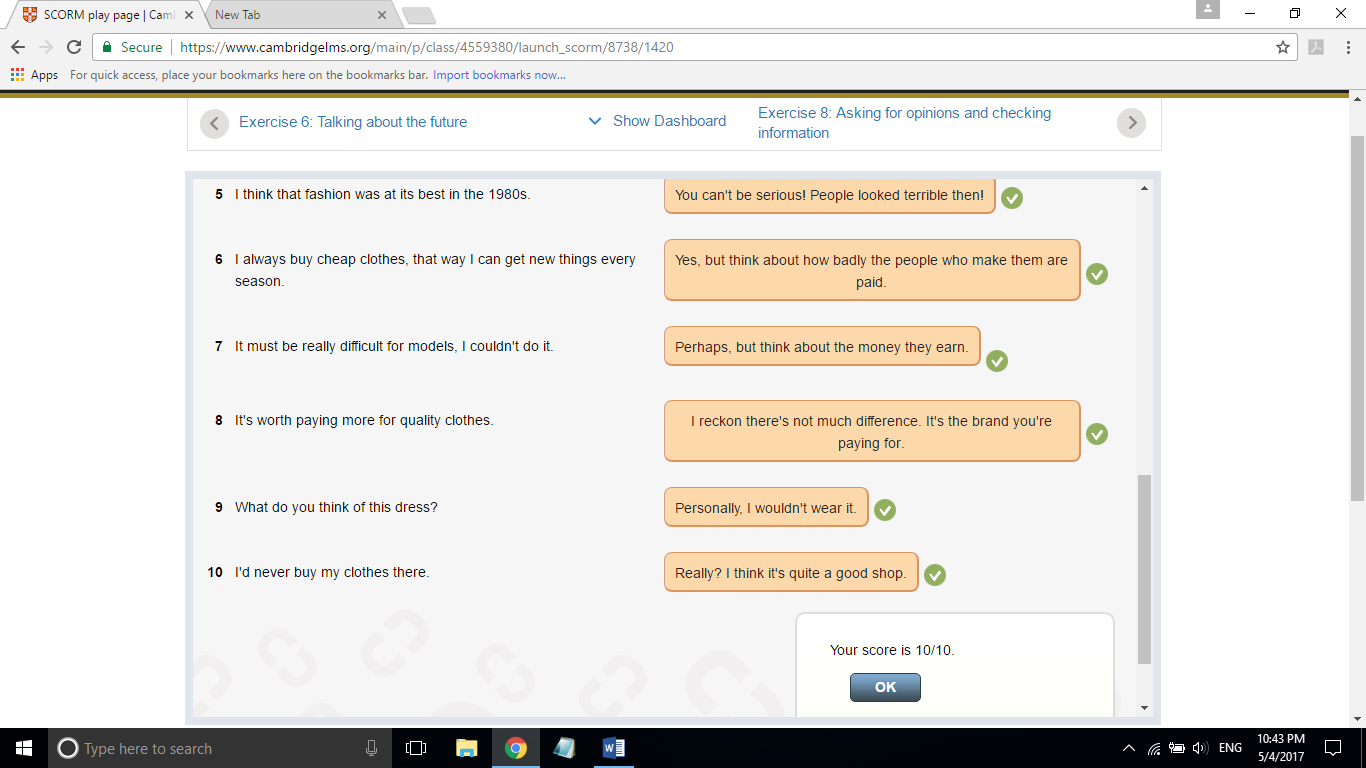 SCORM play page | Cam
New Tab
Secure
https://www.cambridgelms.org/main/p/class/4559380/launch_scorm/8738/1420
Apps
For quick access, place your bookmarks here on the bookmarks bar. Import bookmarks now...
Exercise 6: Talking about the future
Show Dashboard
Exercise 8: Asking for opinions and checking
information
5 I think that fashion was at its best in the 1980s.
You can't be serious! People looked terrible then!
6 I always buy cheap clothes, that way I can get new things every
season.
Yes, but think about how badly the people who make them are
paid.
7 It must be really difficult for models, I couldn't do it.
Perhaps, but think about the money they earn.
8 It's worth paying more for quality clothes.
I reckon there's not much difference. It's the brand you're
paying for.
9 What do you think of this dress?
Personally, I wouldn't wear it.
10 I'd never buy my clothes there.
Really? I think it's quite a good shop.
Your score is 10/10.
OK
Type here to search
ENG
10:43 PM
5/4/2017